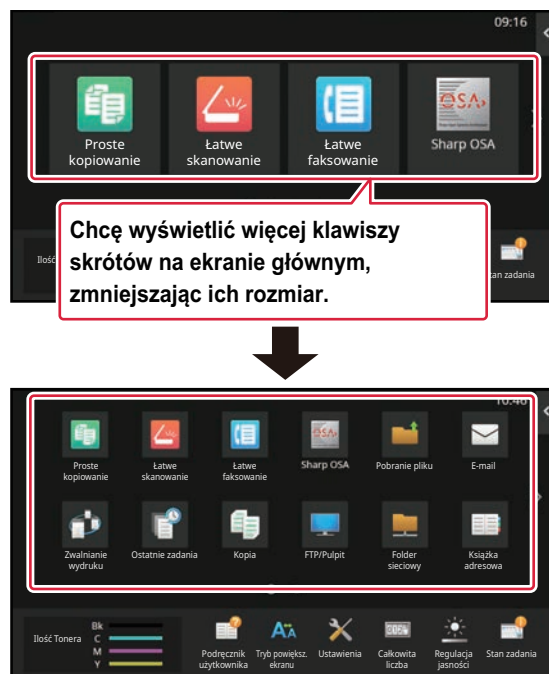 09:16
OSA
Proste
kopiowanie
Łatwe
skanowanie
Łatwe
faksowanie
Sharp OSA
Chcę wyświetlić więcej klawiszy
skrótów na ekranie głównym,
zmniejszając ich rozmiar.
Ilość
tan zadania
10:46
Proste
kopiowanie
Łatwe
skanowanie
Łatwe
faksowanie
Sharp OSA
Pobranie pliku
E-mail
Zwalnianie
wydruku
Ostatnie zadania
Kopia
FTP/Pulpit
Folder
sieciowy
Książka
adresowa
Ilość Tonera
Bk
C
M
Y
Podręcznik
użytkownika
Tryb powiększ.
ekranu
Ustawienia
Całkowita
liczba
Regulacja
jasności
Stan zadania